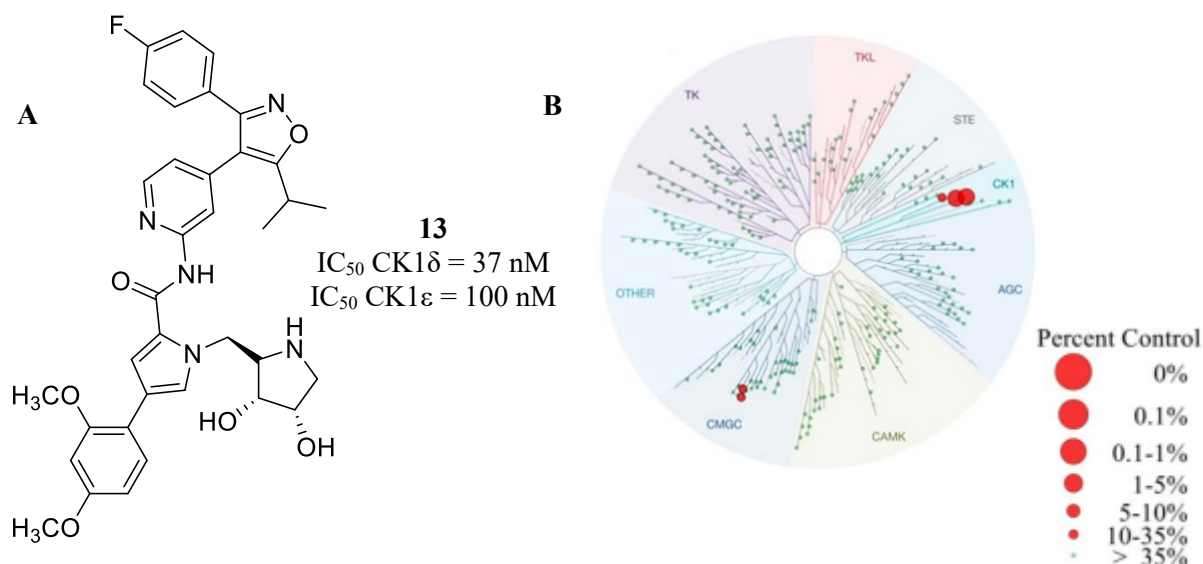 A
F
N
O
N
O
NH
13
IC₅₀ CK1δ = 37 nM
IC₅₀ CK1ε = 100 nM
N
H
N
H₃CO
HO
OH
H₃CO
B
TKL
TK
STE
CK1
AGC
OTHER
CMGC
CAMK
Percent Control
0%
0.1%
0.1-1%
1-5%
5-10%
10-35%
> 35%